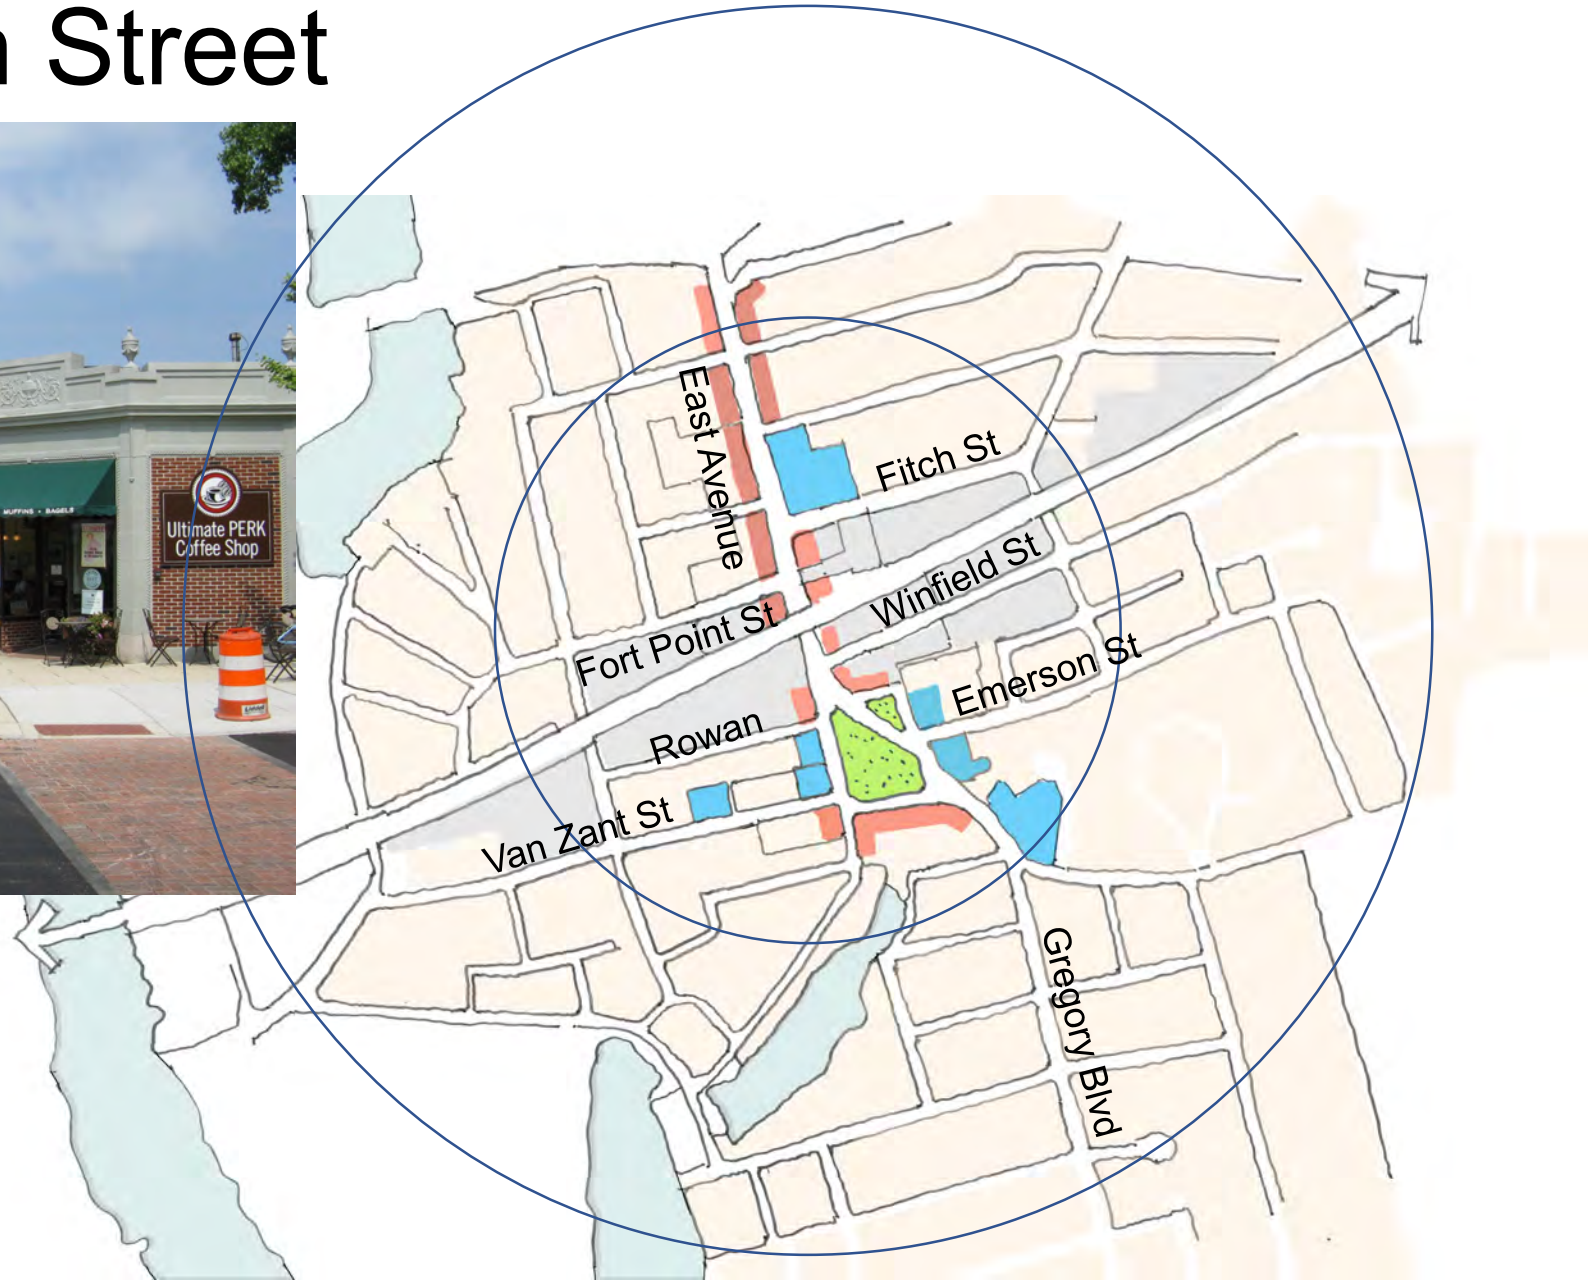 n Street
MUFFINS • BAGELS
Ultimate PERK
Coffee Shop
East Avenue
Fitch St
Winfield St
Fort Point St
Emerson St
Rowan
Van Zant St
Gregory Blvd